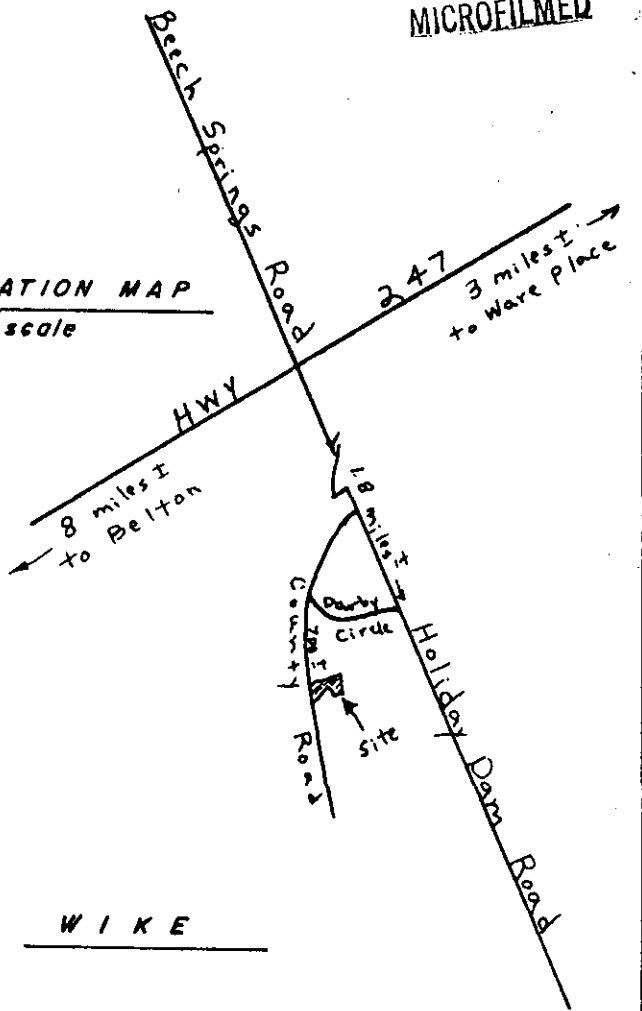 MICROFILMED
Beech Springs Road
ATION MAP
scale
HWY 247
3 miles ±
to Ware Place
8 miles ±
to Belton
1.8 miles ±
Darby
Circle
County Road
Holiday Dam Road
site
WIKE